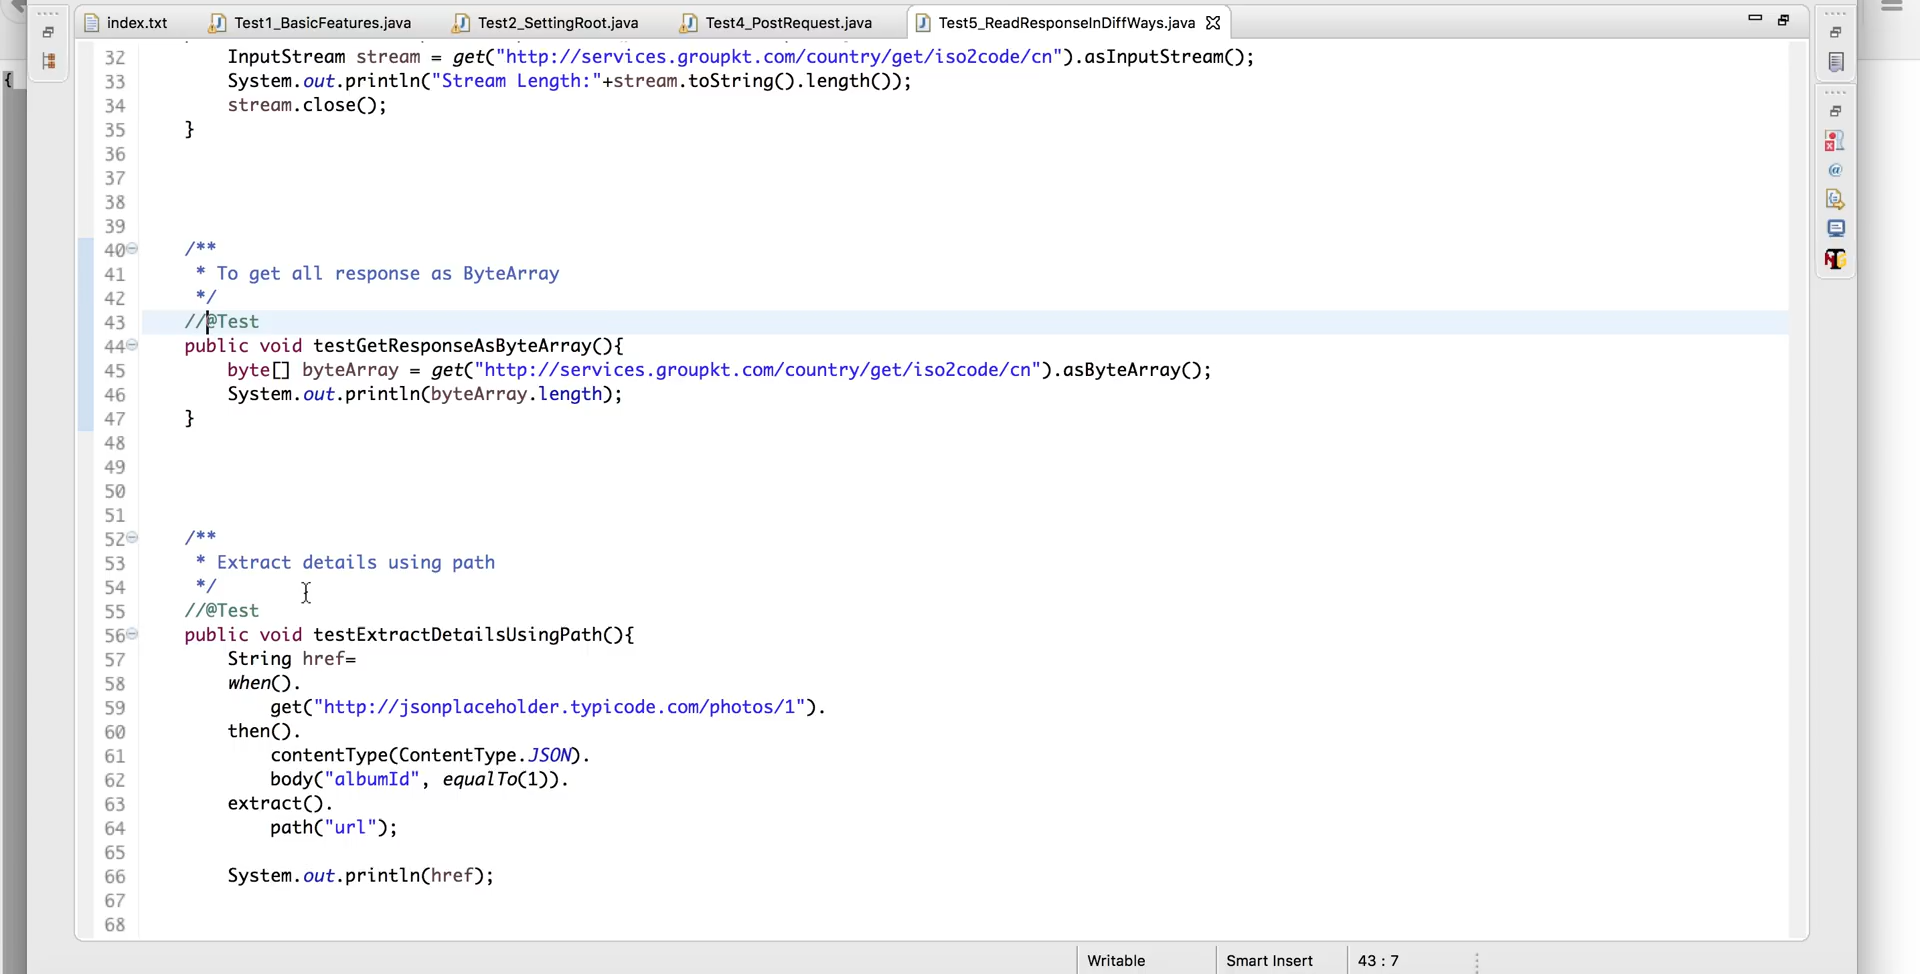 index.txt Test1_BasicFeatures.java Test2_SettingRoot.java Test4_PostRequest.java Test5_ReadResponseInDiffWays.java
{
32 InputStream stream = get("http://services.groupkt.com/country/get/iso2code/cn").asInputStream();
33 System.out.println("Stream Length:"+stream.toString().length());
34 stream.close();
35 }
36
37
38
39
40 /**
41 * To get all response as ByteArray
42 */
43 //@Test
44 public void testGetResponseAsByteArray(){
45 byte[] byteArray = get("http://services.groupkt.com/country/get/iso2code/cn").asByteArray();
46 System.out.println(byteArray.length);
47 }
48
49
50
51
52 /**
53 * Extract details using path
54 */
55 //@Test
56 public void testExtractDetailsUsingPath(){
57 String href=
58 when().
59 get("http://jsonplaceholder.typicode.com/photos/1").
60 then().
61 contentType(ContentType.JSON).
62 body("albumId", equalTo(1)).
63 extract().
64 path("url");
65
66 System.out.println(href);
67
68
Writable Smart Insert 43 : 7